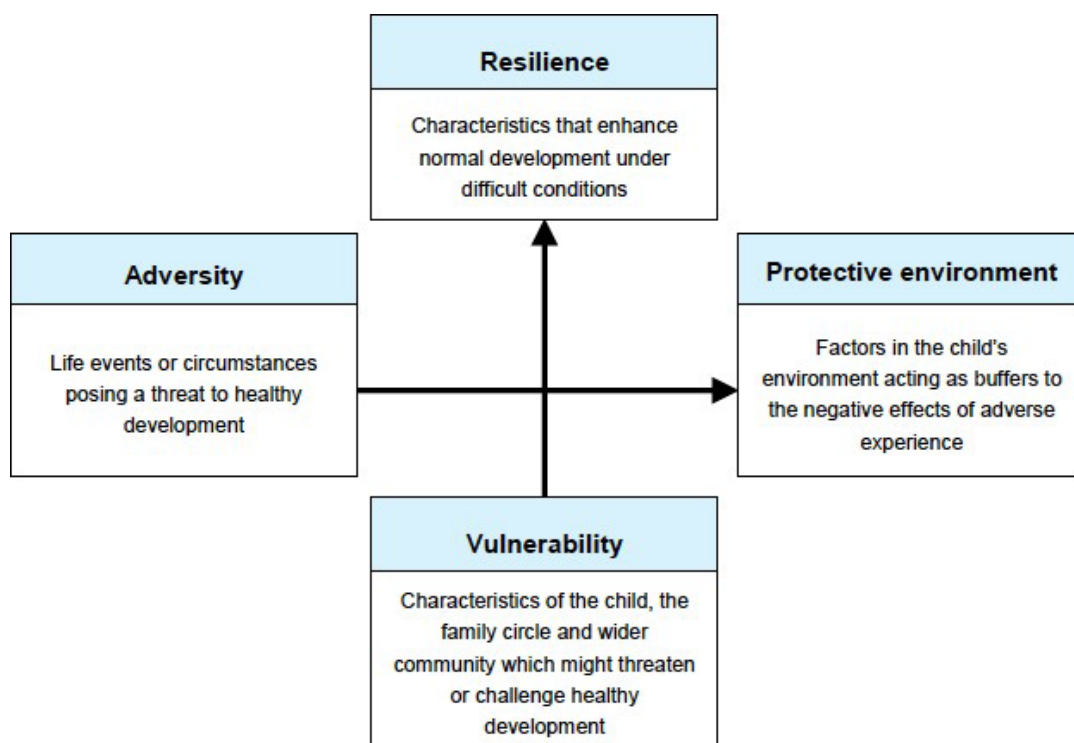 Resilience
Characteristics that enhance
normal development under
difficult conditions
Adversity
Life events or circumstances
posing a threat to healthy
development
Protective environment
Factors in the child's
environment acting as buffers to
the negative effects of adverse
experience
Vulnerability
Characteristics of the child, the
family circle and wider
community which might threaten
or challenge healthy
development